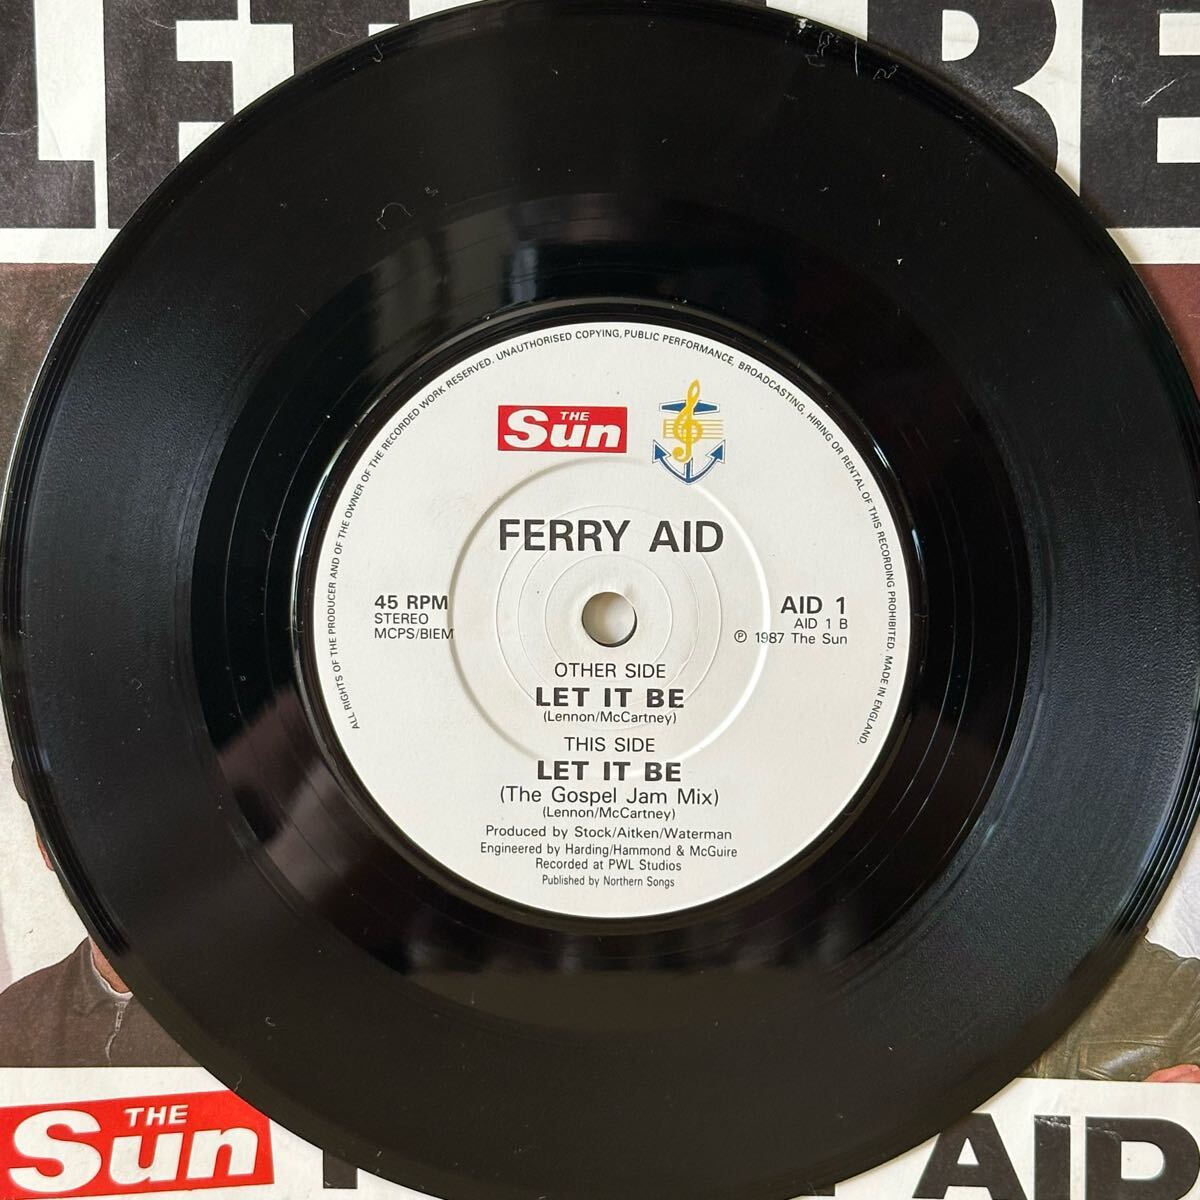 LET BE
ALL RIGHTS OF THE PRODUCER AND OF THE OWNER OF THE RECORDED WORK RESERVED. UNAUTHORISED COPYING, PUBLIC PERFORMANCE, BROADCASTING, HIRING OR RENTAL OF THIS RECORDING PROHIBITED. MADE IN ENGLAND.
THE
Sun
FERRY AID
45 RPM
STEREO
MCPS/BIEM
AID 1
AID 1 B
℗ 1987 The Sun
OTHER SIDE
LET IT BE
(Lennon/McCartney)
THIS SIDE
LET IT BE
(The Gospel Jam Mix)
(Lennon/McCartney)
Produced by Stock/Aitken/Waterman
Engineered by Harding/Hammond & McGuire
Recorded at PWL Studios
Published by Northern Songs
THE
Sun
AID